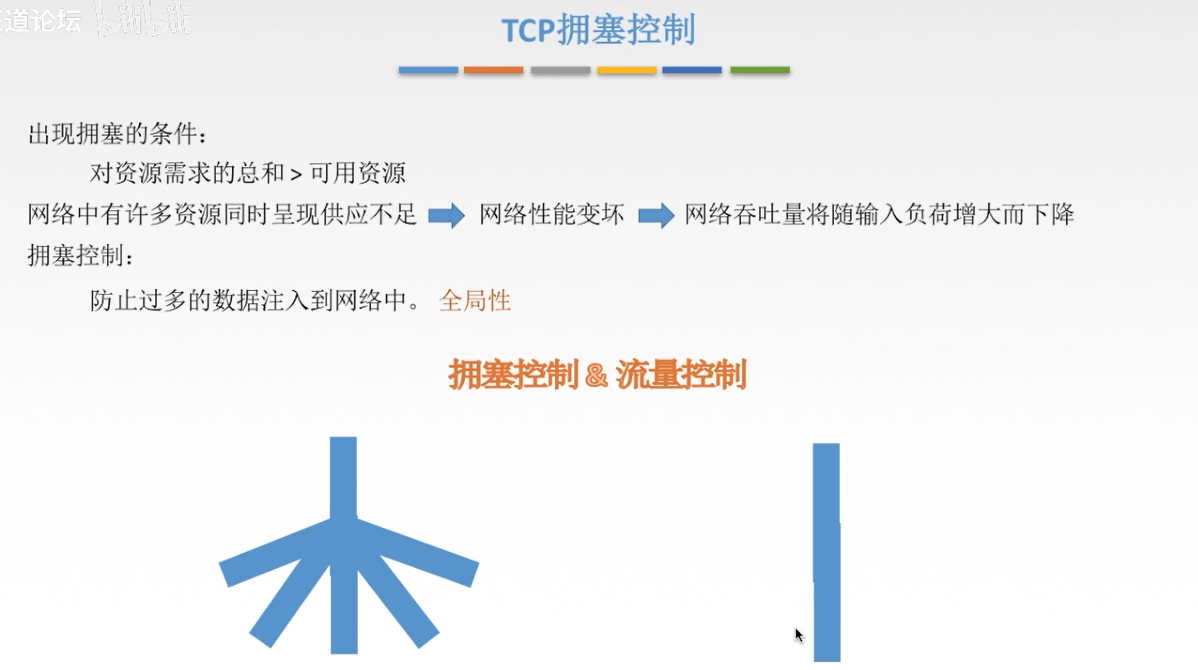 道论坛 bilibili
TCP拥塞控制
出现拥塞的条件：
对资源需求的总和 > 可用资源
网络中有许多资源同时呈现供应不足 网络性能变坏 网络吞吐量将随输入负荷增大而下降
拥塞控制：
防止过多的数据注入到网络中。 全局性
拥塞控制 & 流量控制